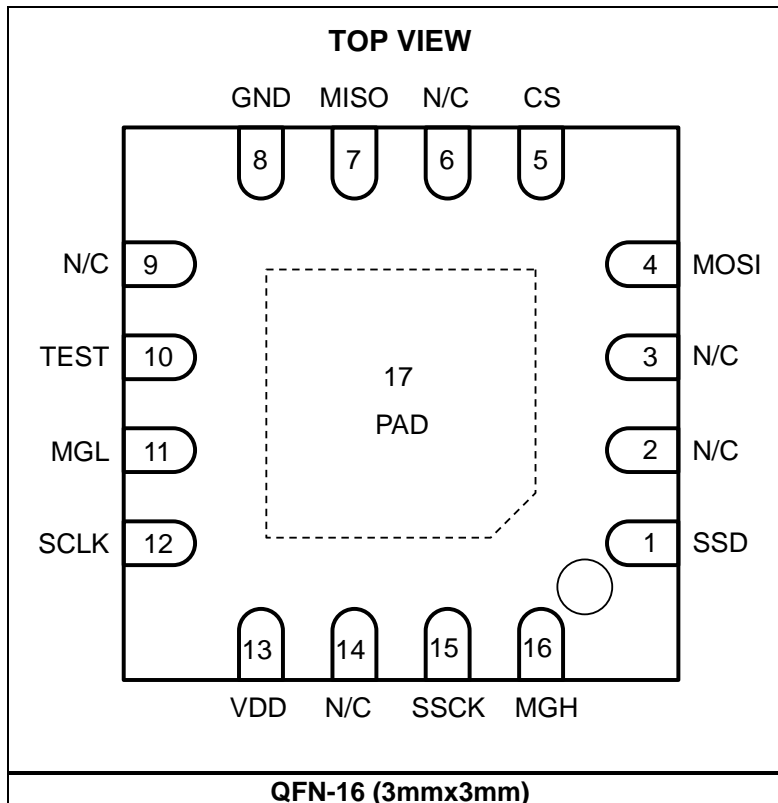 TOP VIEW
GND MISO N/C CS
8 7 6 5
N/C 9 4 MOSI
TEST 10 3 N/C
17
PAD
MGL 11 2 N/C
SCLK 12 1 SSD
13 14 15 16
VDD N/C SSCK MGH
QFN-16 (3mmx3mm)